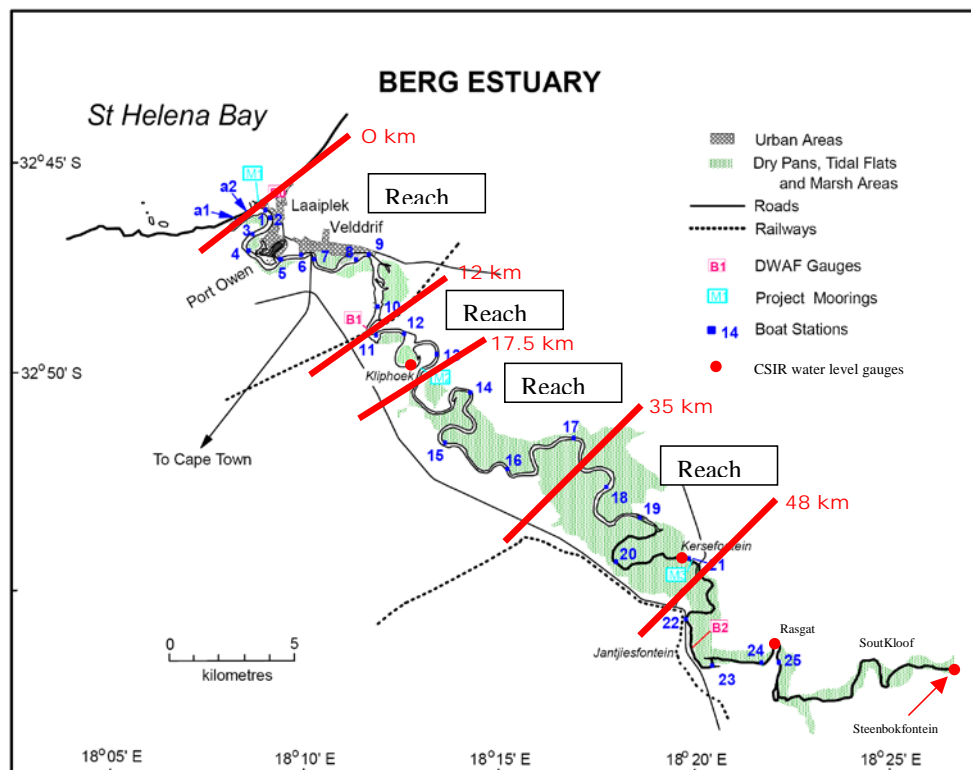 BERG ESTUARY
St Helena Bay
0 km
32°45' S
Urban Areas
Dry Pans, Tidal Flats
and Marsh Areas
Roads
Railways
B1 DWAF Gauges
M1 Project Moorings
14 Boat Stations
CSIR water level gauges
M1
a2
a1
1
2
Laaiplek
Reach
Velddrif
3
4
5
6
7
8
9
Port Owen
12 km
10
B1
11
12
Reach
17.5 km
13
32°50' S
Kliphoek
M2
14
Reach
35 km
To Cape Town
15
16
17
Reach
18
48 km
19
20
Kersefontein
21
M3
0 5
kilometres
22
B2
Jantjiesfontein
23
24
25
Rasgat
SoutKloof
Steenbokfontein
18°05' E
18°10' E
18°15' E
18°20' E
18°25' E